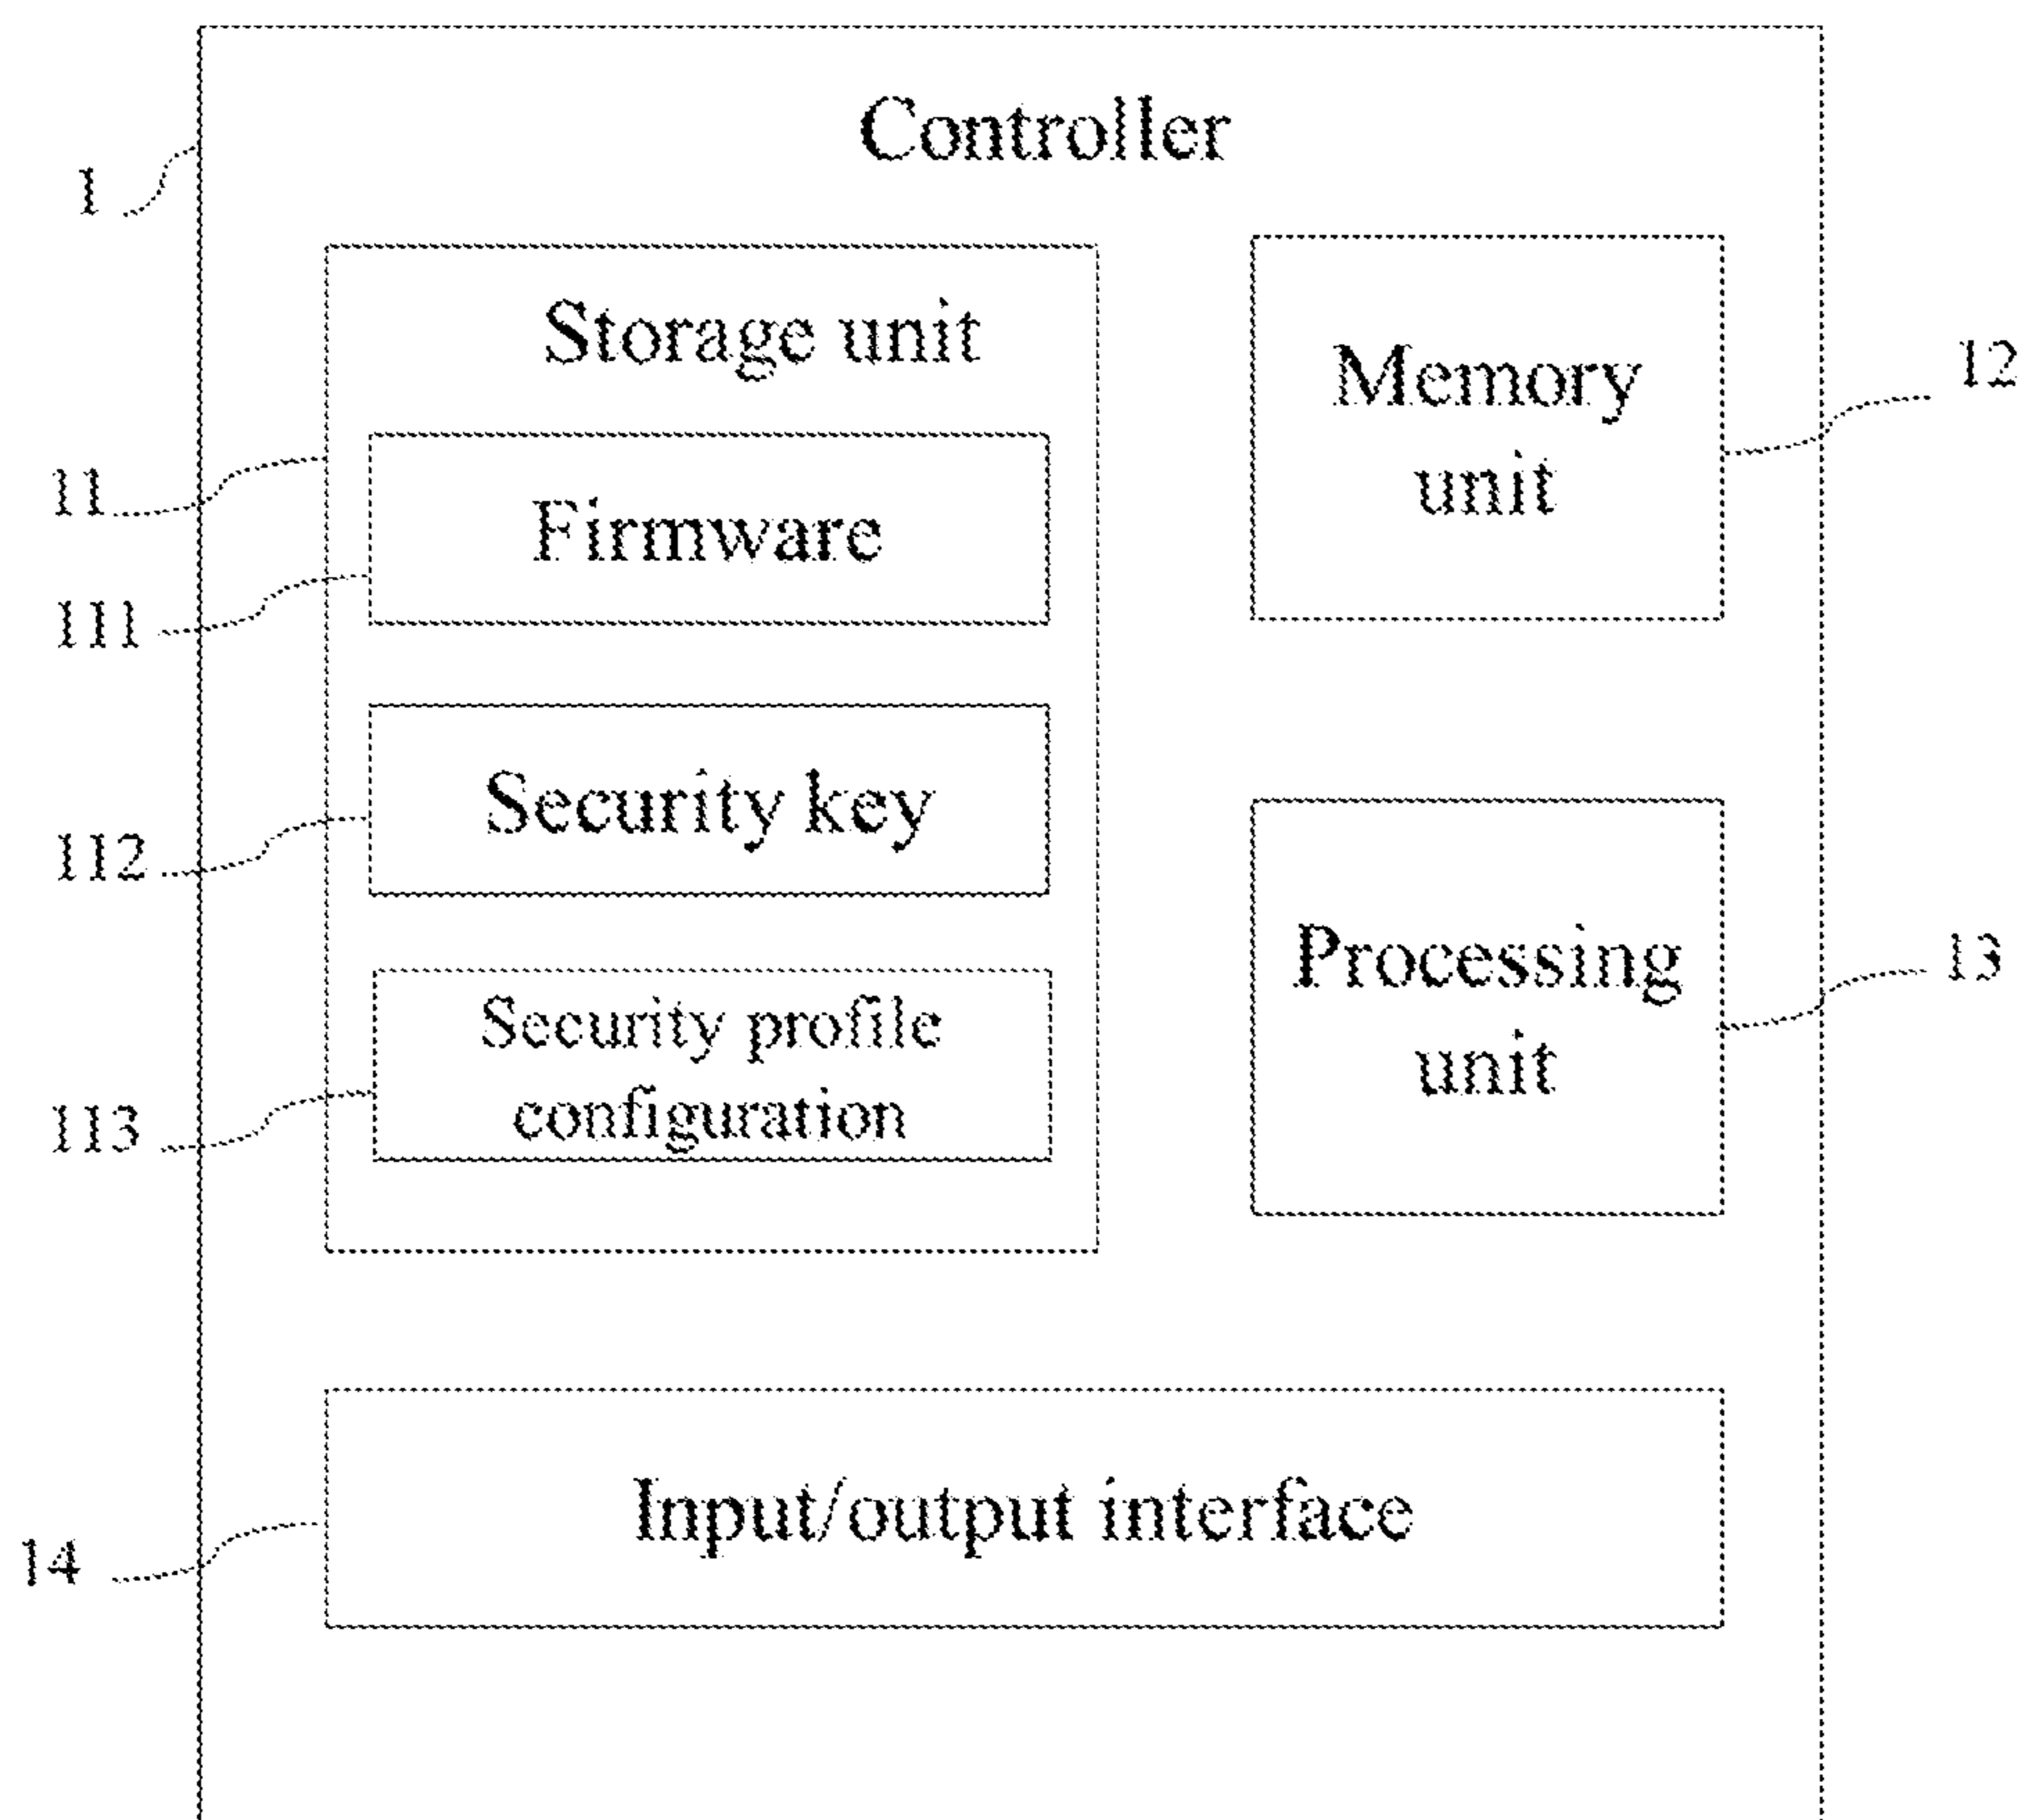 Controller
1
Storage unit
Memory
unit
12
11
Firmware
111
Security key
112
Processing
unit
13
Security profile
configuration
113
Input/output interface
14